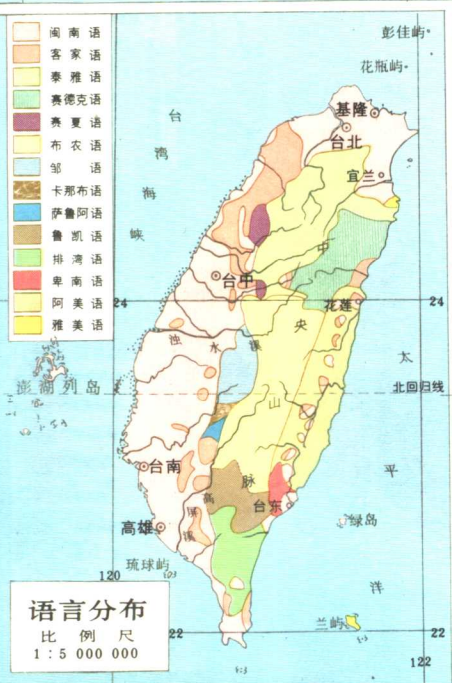 闽南语
客家语
泰雅语
赛德克语
赛夏语
布农语
邹语
卡那布语
萨鲁阿语
鲁凯语
排湾语
卑南语
阿美语
雅美语
彭佳屿
花瓶屿
基隆
台北
宜兰
台湾海峡
中央山脉
台中
花莲
24
24
浊水溪
太平洋
澎湖列岛
北回归线
台南
高屏溪
台东
高雄
绿岛
琉球屿
120
兰屿
22
22
122
语言分布
比例尺
1:5 000 000